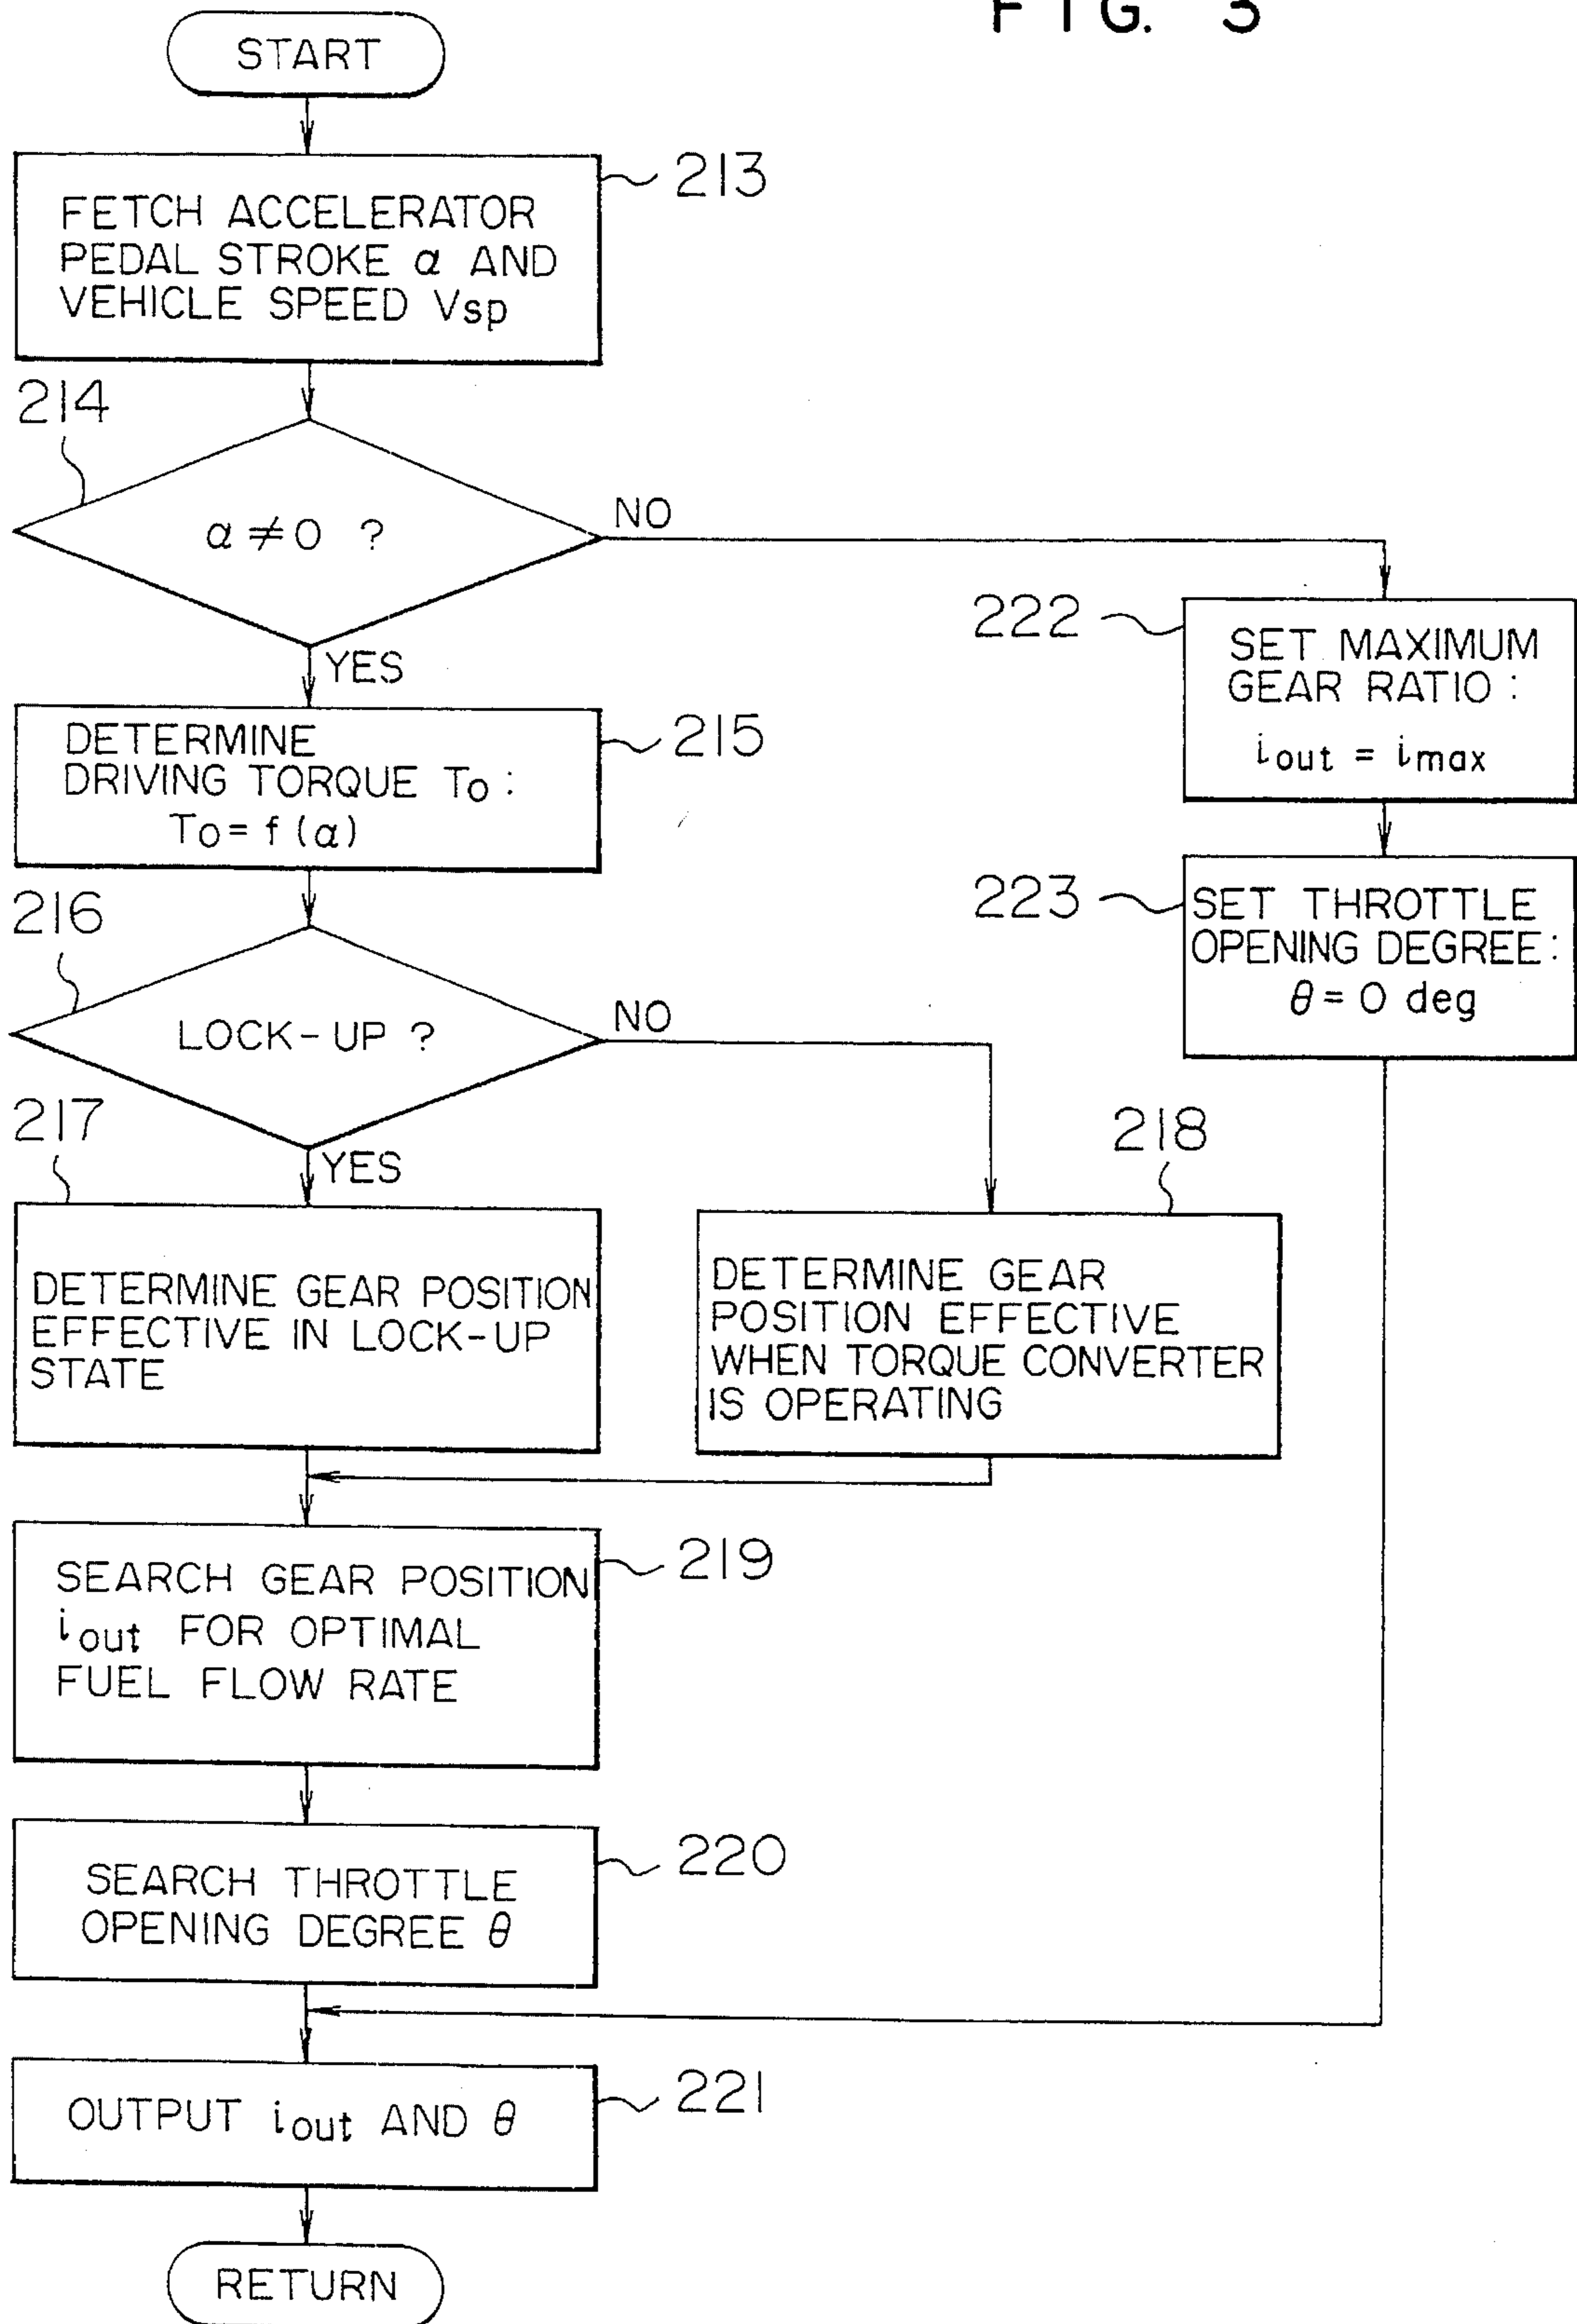 FIG. 3
START
213
FETCH ACCELERATOR
PEDAL STROKE α AND
VEHICLE SPEED Vsp
214
α≠0 ?
NO
YES
222
SET MAXIMUM
GEAR RATIO :
iout = imax
215
DETERMINE
DRIVING TORQUE To :
To = f (α)
223
SET THROTTLE
OPENING DEGREE :
θ = 0 deg
216
LOCK-UP ?
NO
YES
217
DETERMINE GEAR POSITION
EFFECTIVE IN LOCK-UP
STATE
218
DETERMINE GEAR
POSITION EFFECTIVE
WHEN TORQUE CONVERTER
IS OPERATING
219
SEARCH GEAR POSITION
iout FOR OPTIMAL
FUEL FLOW RATE
220
SEARCH THROTTLE
OPENING DEGREE θ
221
OUTPUT iout AND θ
RETURN